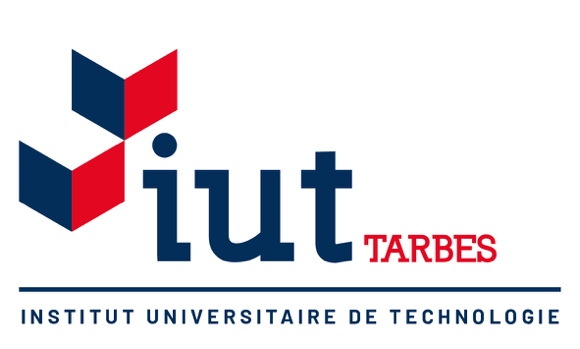 iut TARBES
INSTITUT UNIVERSITAIRE DE TECHNOLOGIE